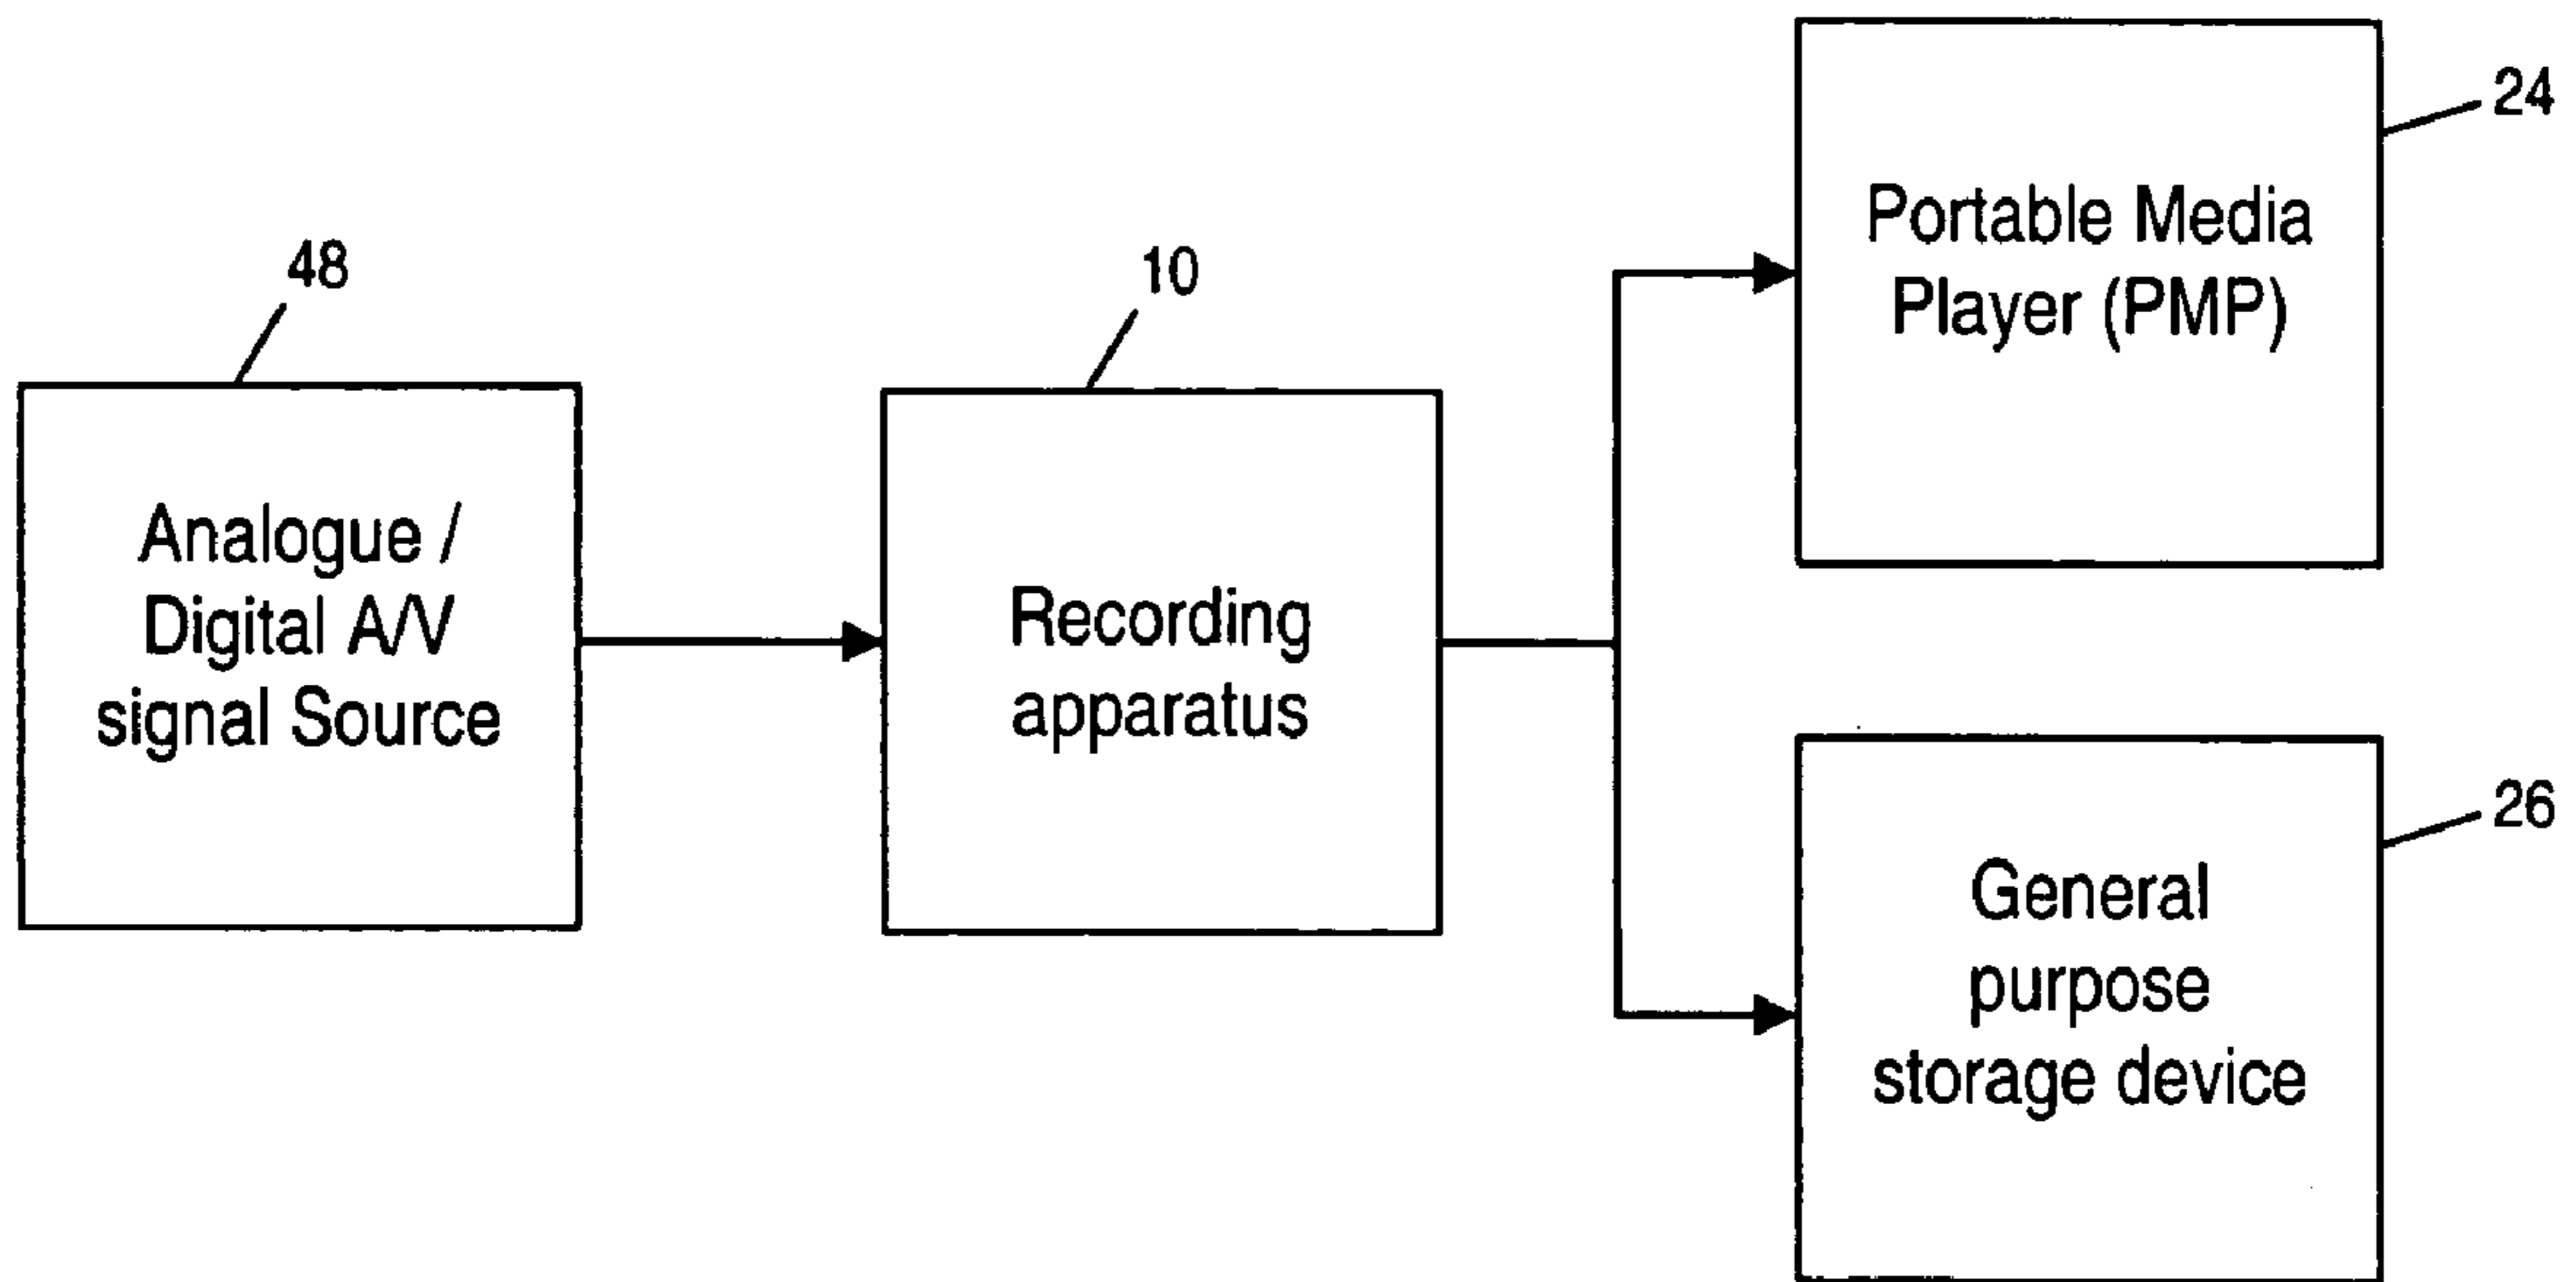 48
Analogue /
Digital A/V
signal Source
10
Recording
apparatus
24
Portable Media
Player (PMP)
26
General
purpose
storage device